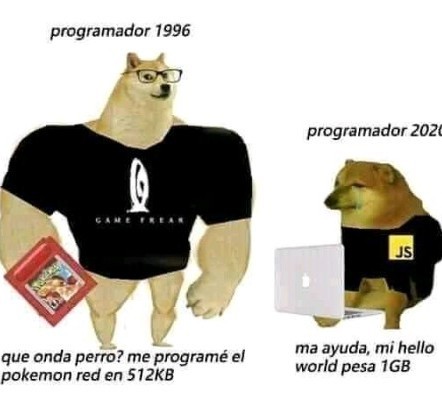 programador 1996
programador 2020
GAME FREAK
JS
que onda perro? me programé el
pokemon red en 512KB
ma ayuda, mi hello
world pesa 1GB